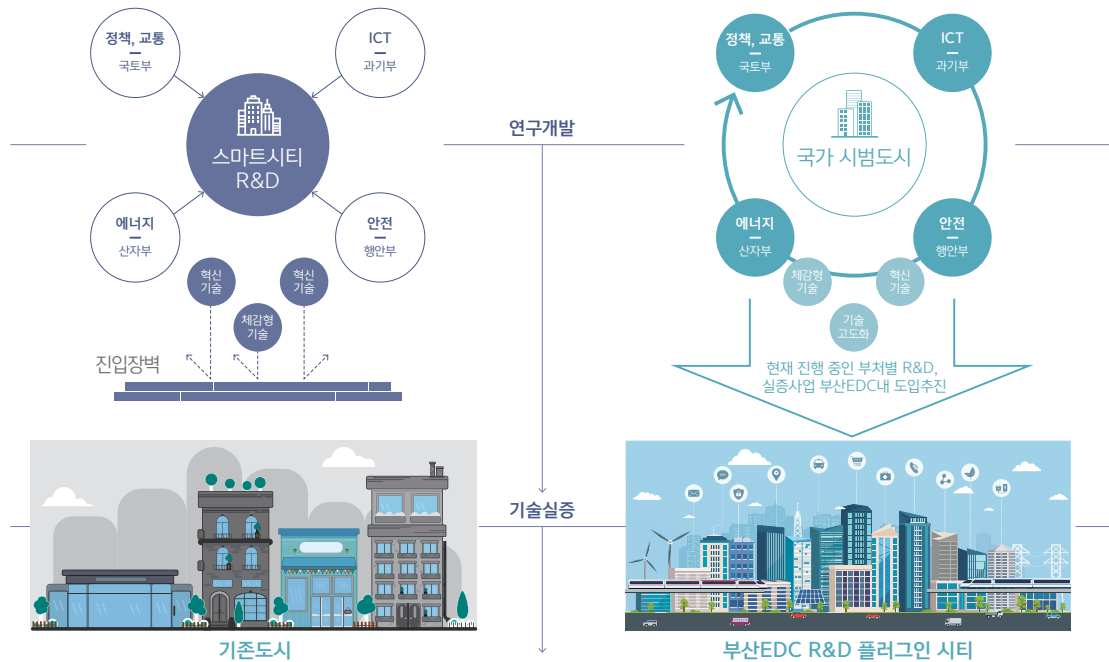 정책, 교통
국토부
ICT
과기부
스마트시티
R&D
에너지
산자부
안전
행안부
혁신
기술
혁신
기술
체감형
기술
진입장벽
기존도시
연구개발
기술실증
정책, 교통
국토부
ICT
과기부
국가 시범도시
에너지
산자부
안전
행안부
체감형
기술
혁신
기술
기술
고도화
현재 진행 중인 부처별 R&D,
실증사업 부산EDC내 도입추진
부산EDC R&D 플러그인 시티